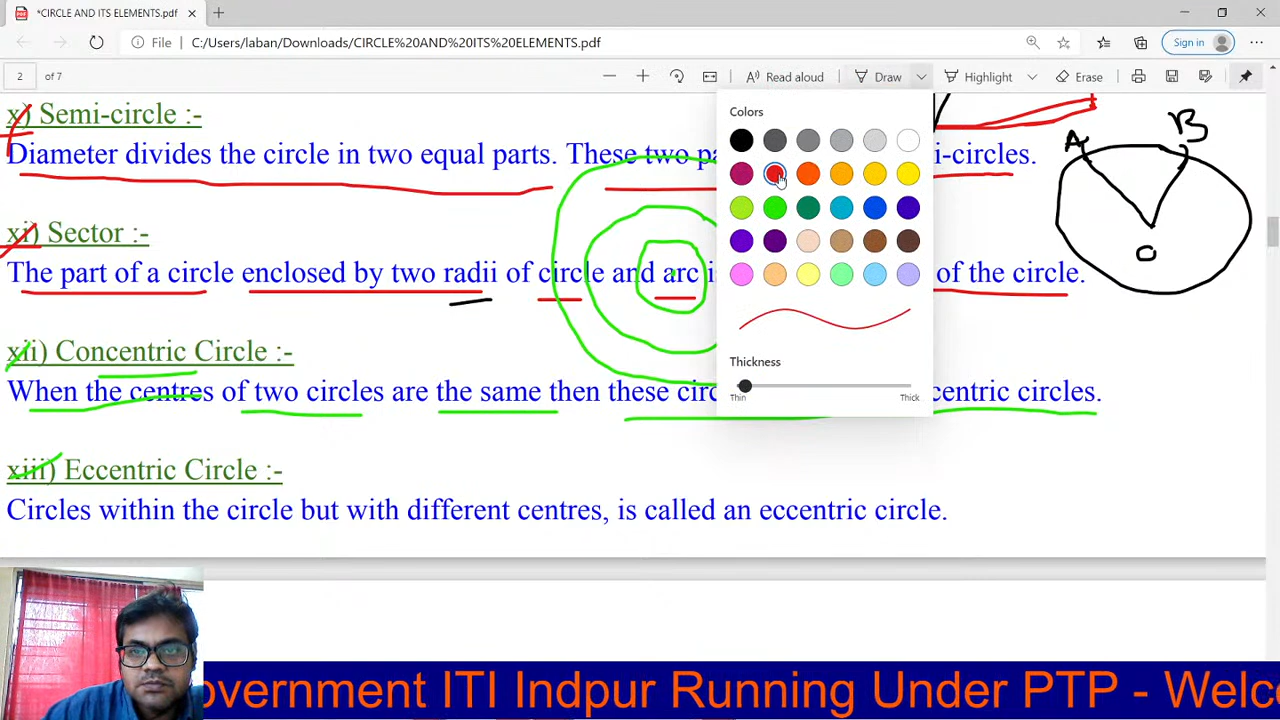 *CIRCLE AND ITS ELEMENTS.pdf
File C:/Users/laban/Downloads/CIRCLE%20AND%20ITS%20ELEMENTS.pdf Sign in
2 of 7 Read aloud Draw Highlight Erase
x) Semi-circle :-
Diameter divides the circle in two equal parts. These two pa i-circles.
xi) Sector :-
The part of a circle enclosed by two radii of circle and arc i of the circle.
xii) Concentric Circle :-
When the centres of two circles are the same then these circ centric circles.
xiii) Eccentric Circle :-
Circles within the circle but with different centres, is called an eccentric circle.
Colors
Thickness
Thin Thick
A B
O
overnment ITI Indpur Running Under PTP - Welco